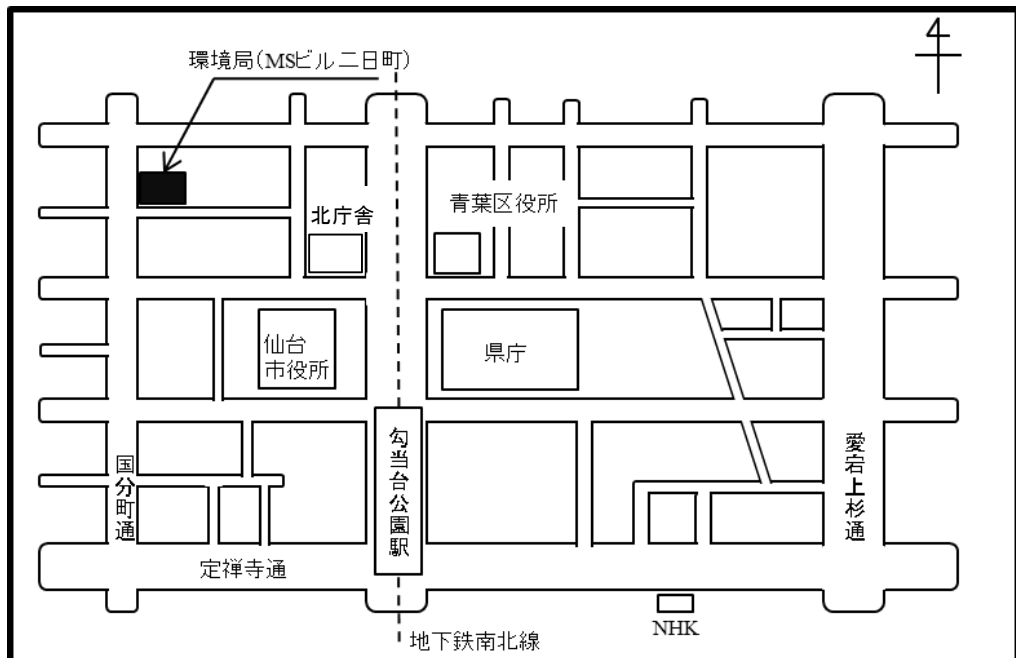 環境局(MSビル二日町)
北庁舎
青葉区役所
仙台
市役所
県庁
勾当台公園駅
国分町通
愛宕上杉通
定禅寺通
NHK
地下鉄南北線